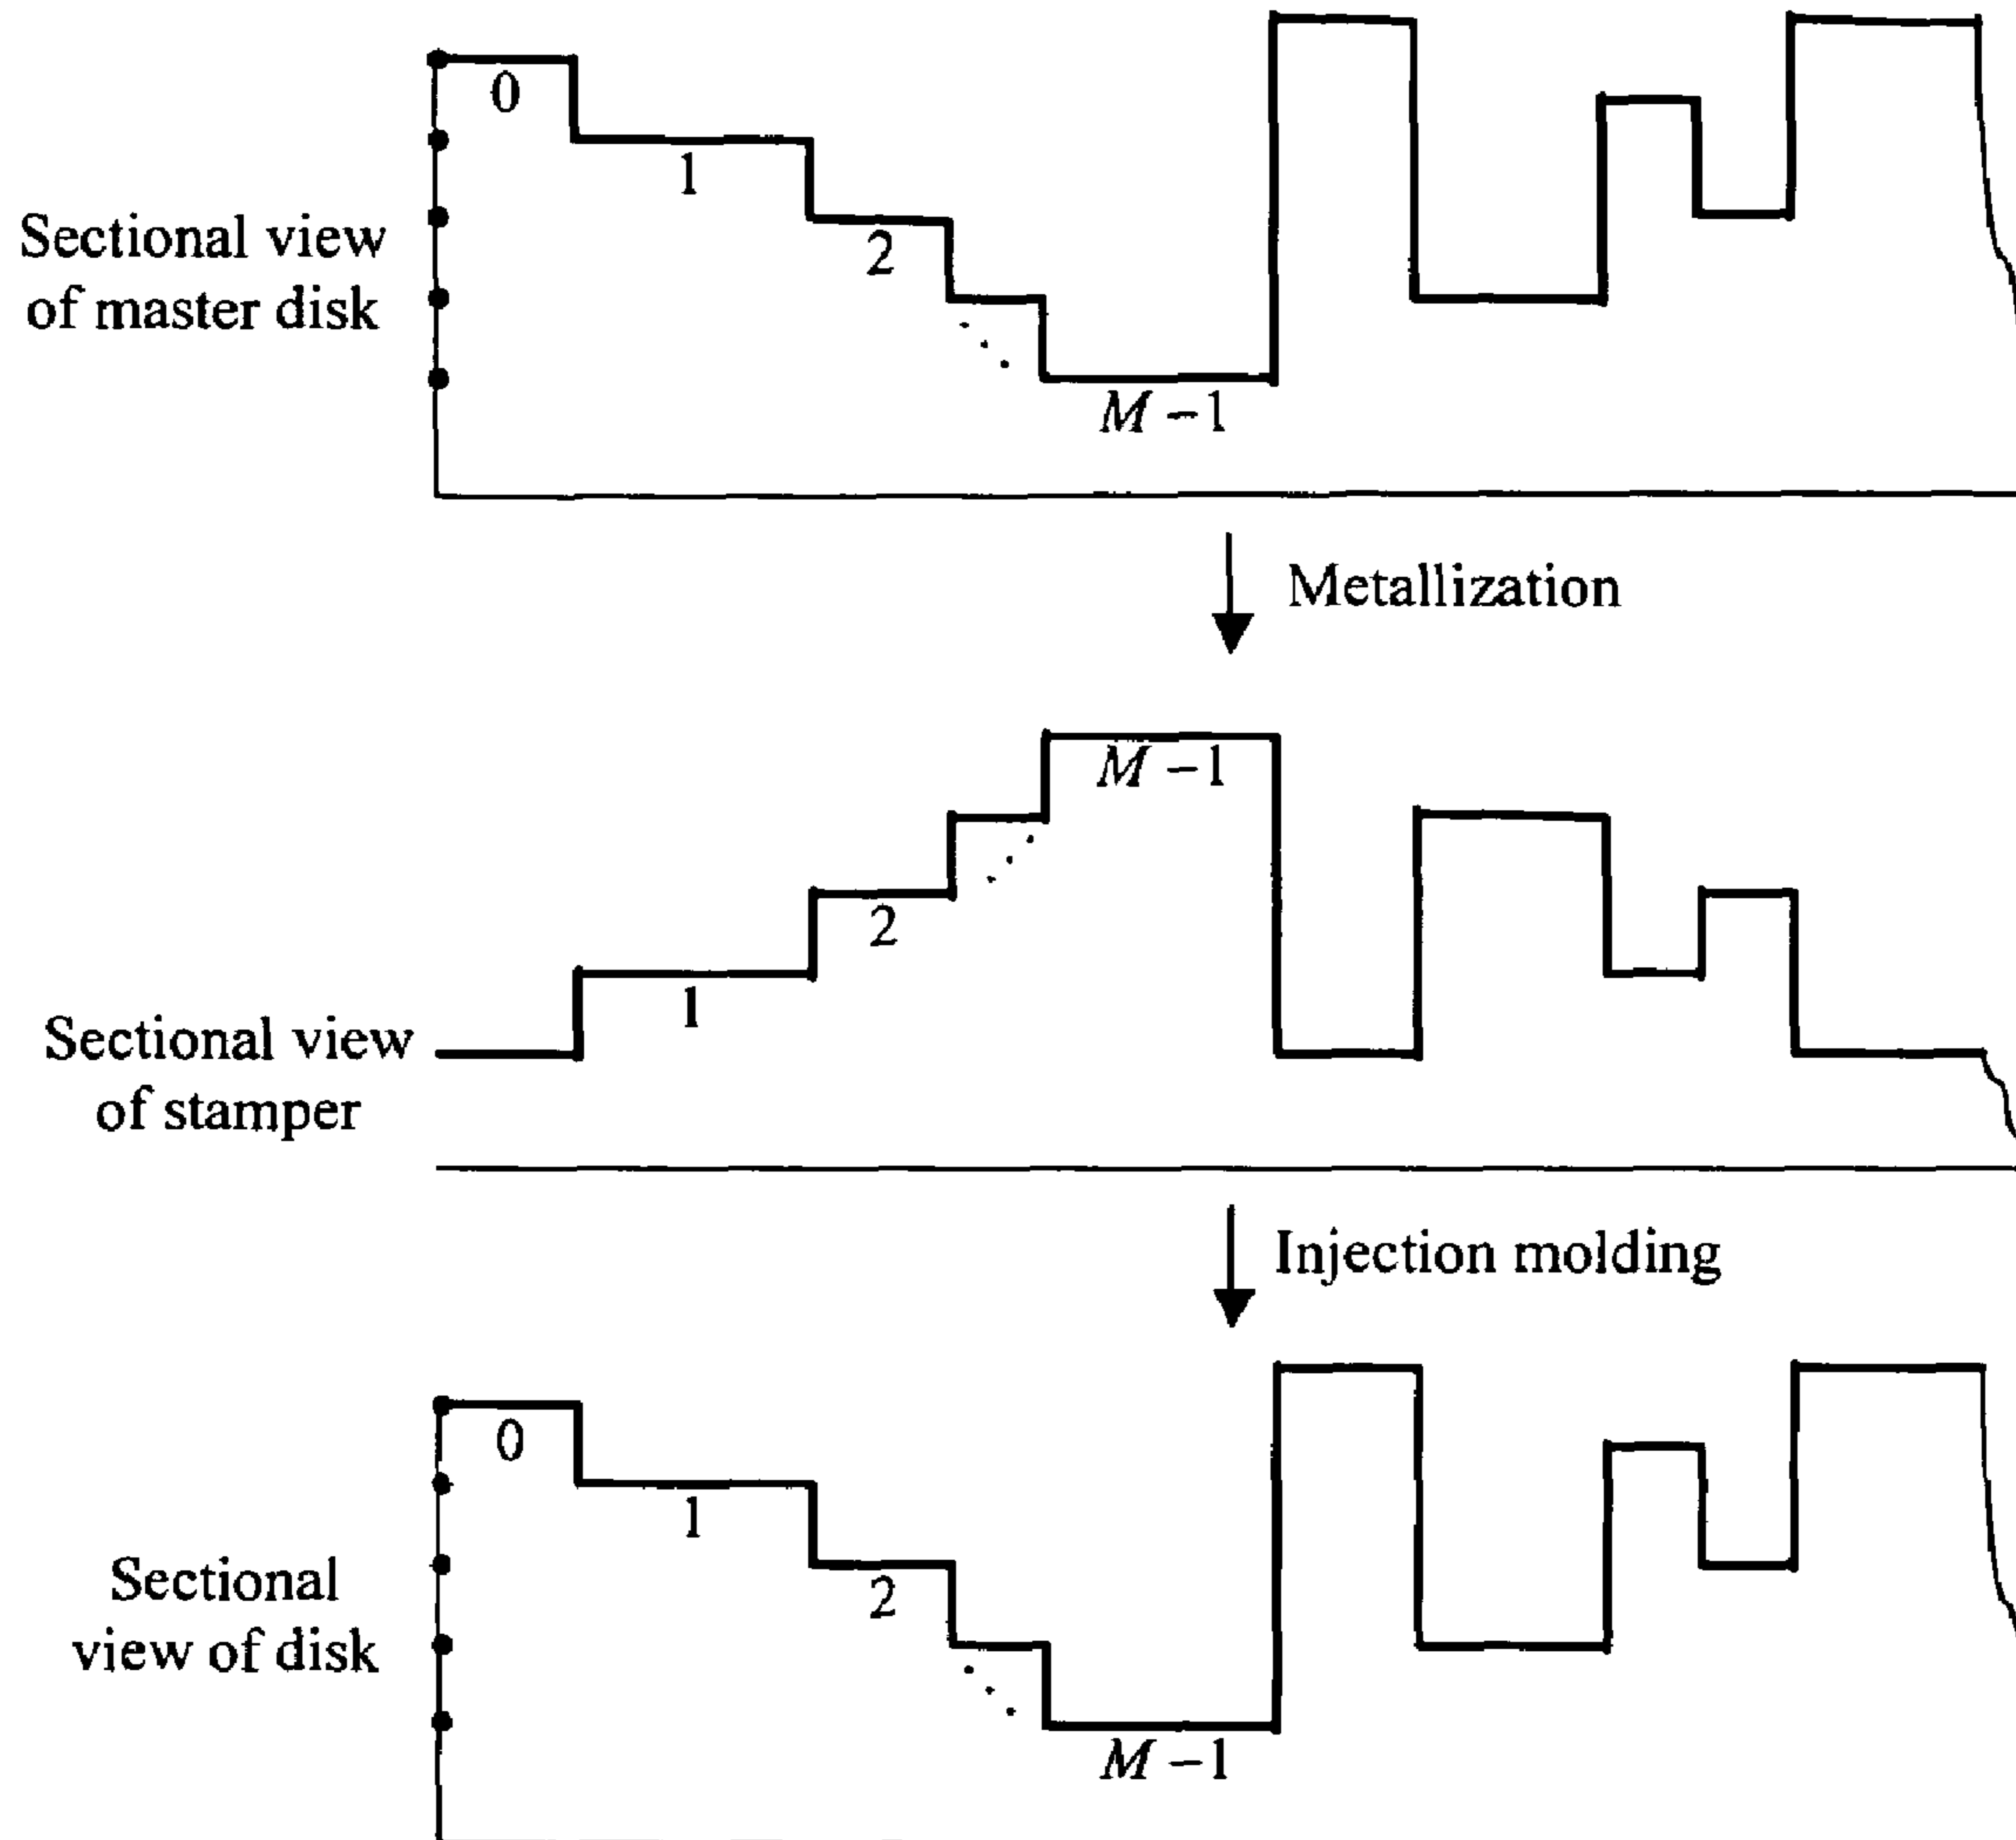 0
1
Sectional view
of master disk
2
M−1
Metallization
M−1
2
1
Sectional view
of stamper
Injection molding
0
1
Sectional
view of disk
2
M−1